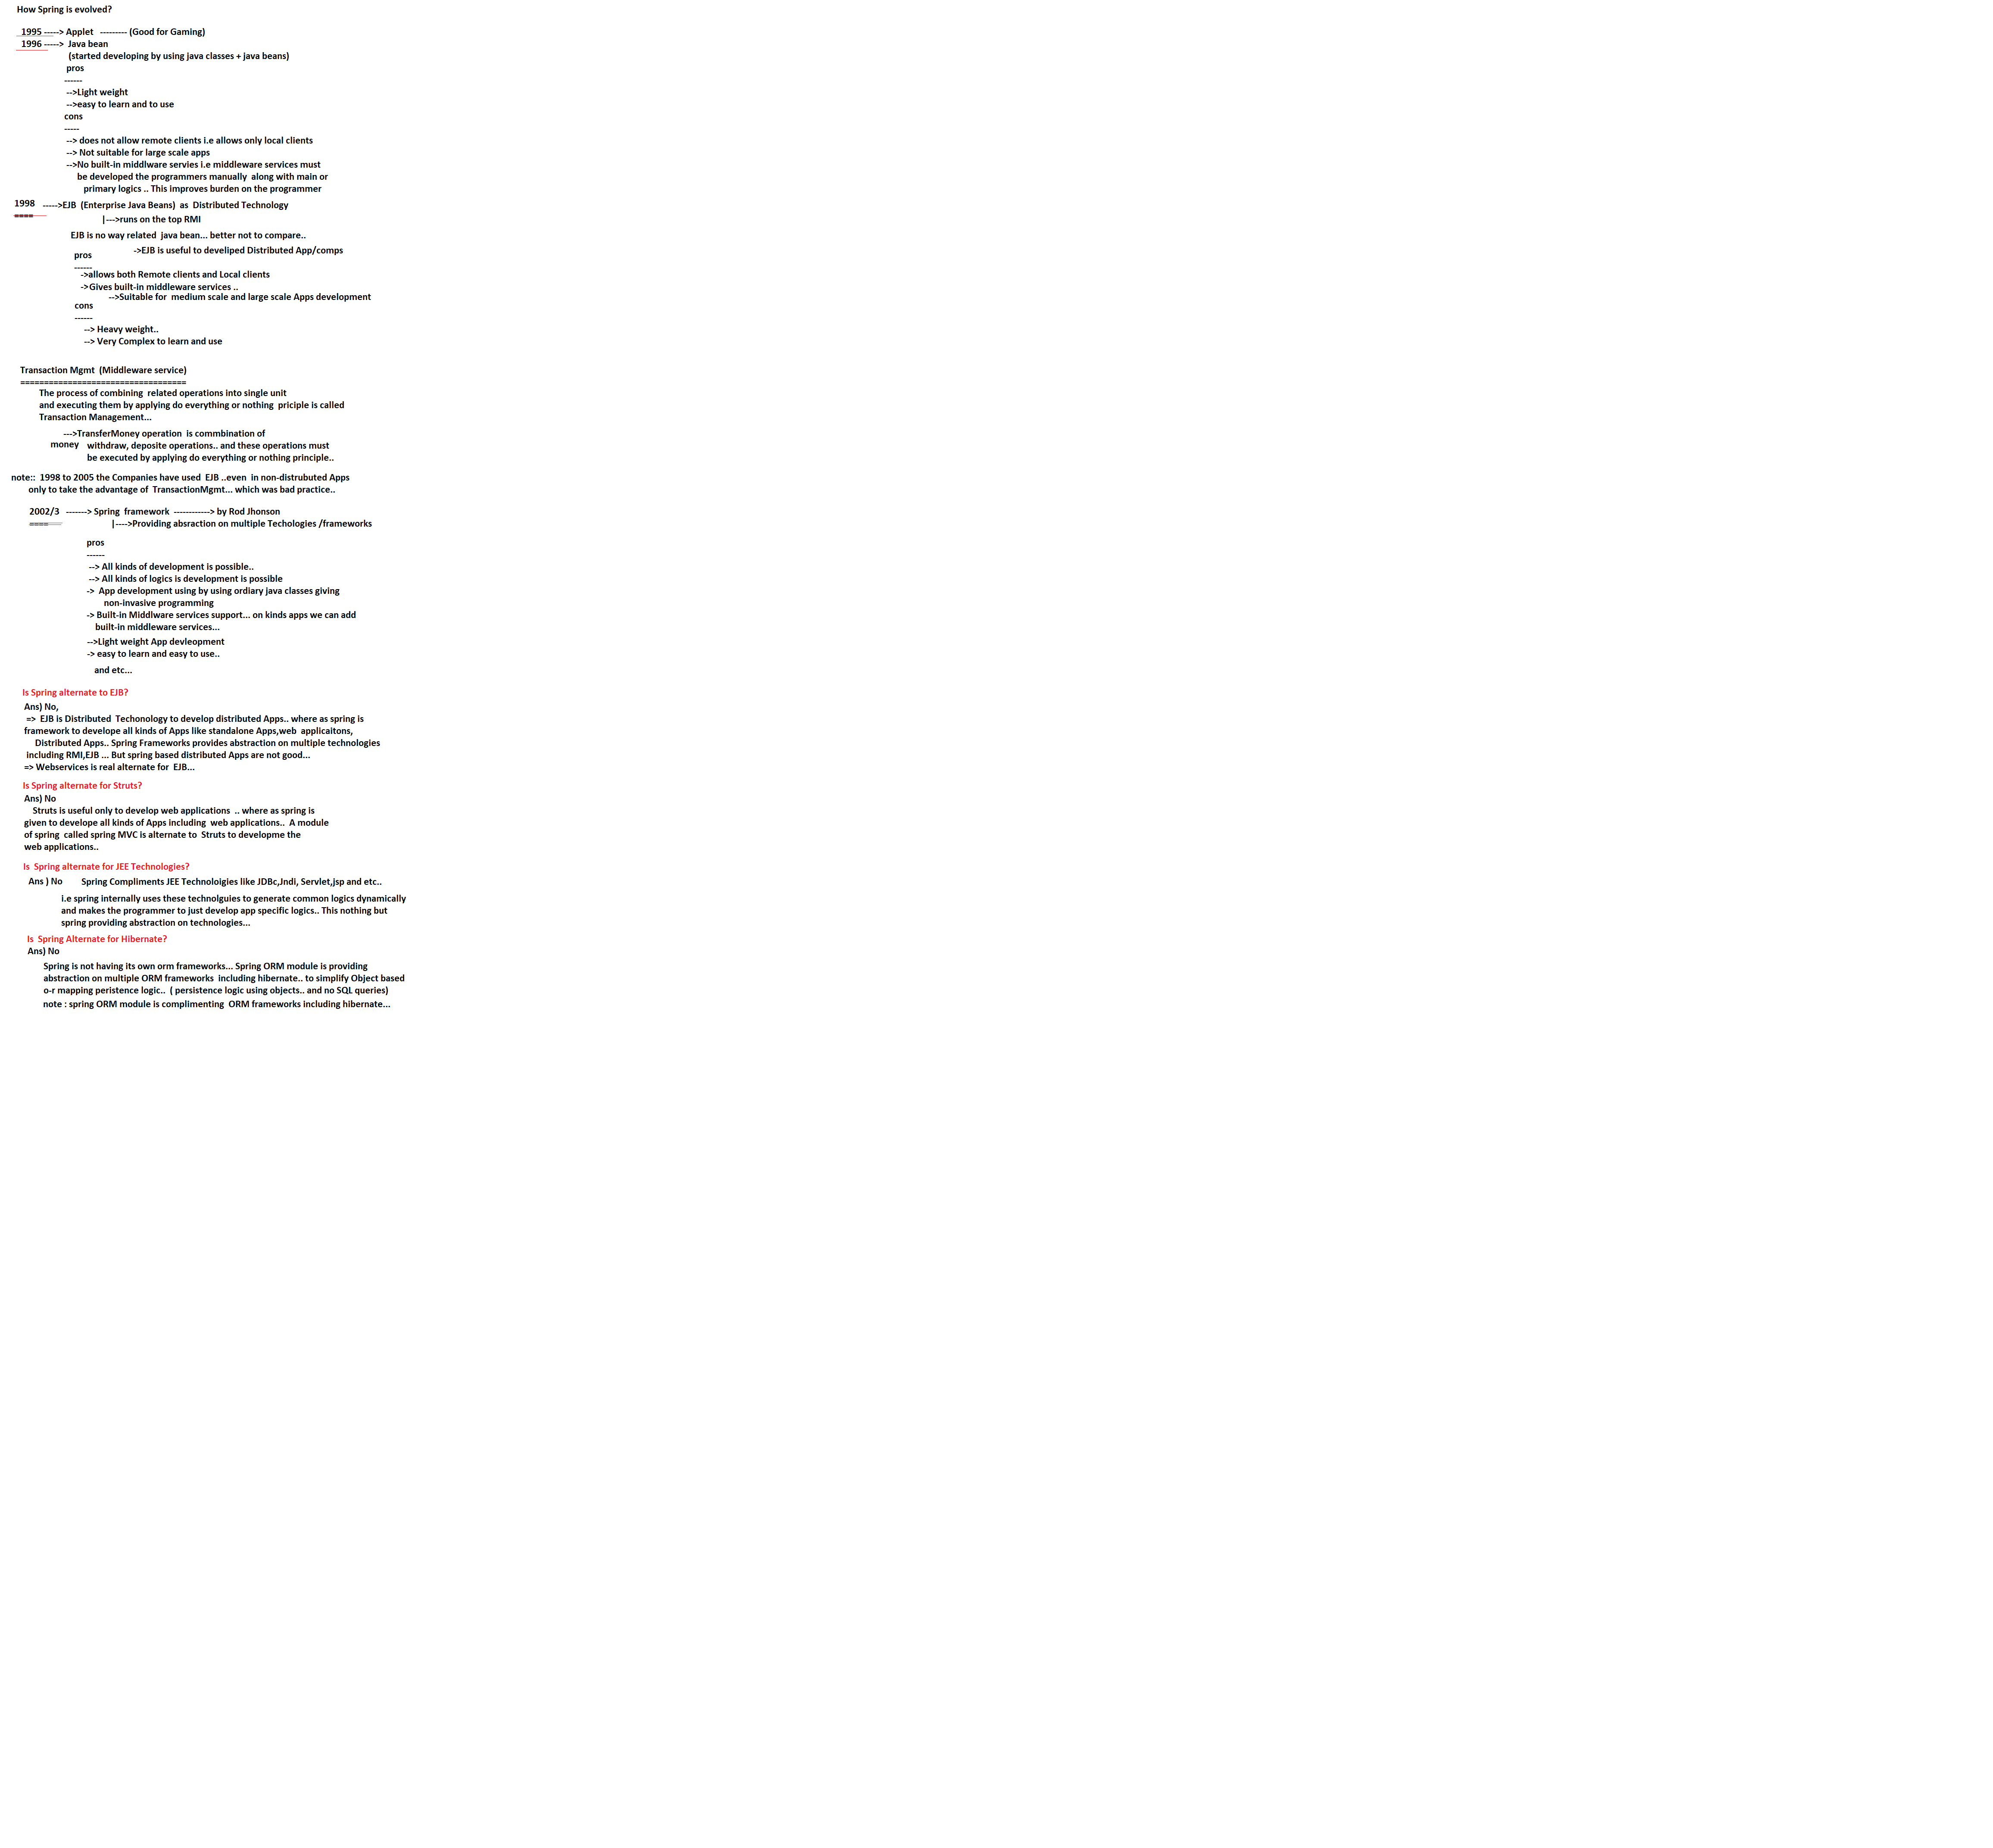 How Spring is evolved?
1995 -----> Applet --------- (Good for Gaming)
1996 -----> Java bean
(started developing by using java classes + java beans)
pros
------
-->Light weight
-->easy to learn and to use
cons
-----
--> does not allow remote clients i.e allows only local clients
--> Not suitable for large scale apps
-->No built-in middlware servies i.e middleware services must
be developed the programmers manually along with main or
primary logics .. This improves burden on the programmer
1998 ----->EJB (Enterprise Java Beans) as Distributed Technology
====
|--->runs on the top RMI
EJB is no way related java bean... better not to compare..
->EJB is useful to develiped Distributed App/comps
pros
------
->allows both Remote clients and Local clients
->Gives built-in middleware services ..
-->Suitable for medium scale and large scale Apps development
cons
------
--> Heavy weight..
--> Very Complex to learn and use
Transaction Mgmt (Middleware service)
===================================
The process of combining related operations into single unit
and executing them by applying do everything or nothing priciple is called
Transaction Management...
--->TransferMoney operation is commbination of
money withdraw, deposite operations.. and these operations must
be executed by applying do everything or nothing principle..
note:: 1998 to 2005 the Companies have used EJB ..even in non-distrubuted Apps
only to take the advantage of TransactionMgmt... which was bad practice..
2002/3 -------> Spring framework ------------> by Rod Jhonson
====
|---->Providing absraction on multiple Techologies /frameworks
pros
------
--> All kinds of development is possible..
--> All kinds of logics is development is possible
-> App development using by using ordiary java classes giving
non-invasive programming
-> Built-in Middlware services support... on kinds apps we can add
built-in middleware services...
-->Light weight App devleopment
-> easy to learn and easy to use..
and etc...
Is Spring alternate to EJB?
Ans) No,
=> EJB is Distributed Techonology to develop distributed Apps.. where as spring is
framework to develope all kinds of Apps like standalone Apps,web applicaitons,
Distributed Apps.. Spring Frameworks provides abstraction on multiple technologies
including RMI,EJB ... But spring based distributed Apps are not good...
=> Webservices is real alternate for EJB...
Is Spring alternate for Struts?
Ans) No
Struts is useful only to develop web applications .. where as spring is
given to develope all kinds of Apps including web applications.. A module
of spring called spring MVC is alternate to Struts to developme the
web applications..
Is Spring alternate for JEE Technologies?
Ans ) No Spring Compliments JEE Technoloigies like JDBc,Jndi, Servlet,jsp and etc..
i.e spring internally uses these technolguies to generate common logics dynamically
and makes the programmer to just develop app specific logics.. This nothing but
spring providing abstraction on technologies...
Is Spring Alternate for Hibernate?
Ans) No
Spring is not having its own orm frameworks... Spring ORM module is providing
abstraction on multiple ORM frameworks including hibernate.. to simplify Object based
o-r mapping peristence logic.. ( persistence logic using objects.. and no SQL queries)
note : spring ORM module is complimenting ORM frameworks including hibernate...